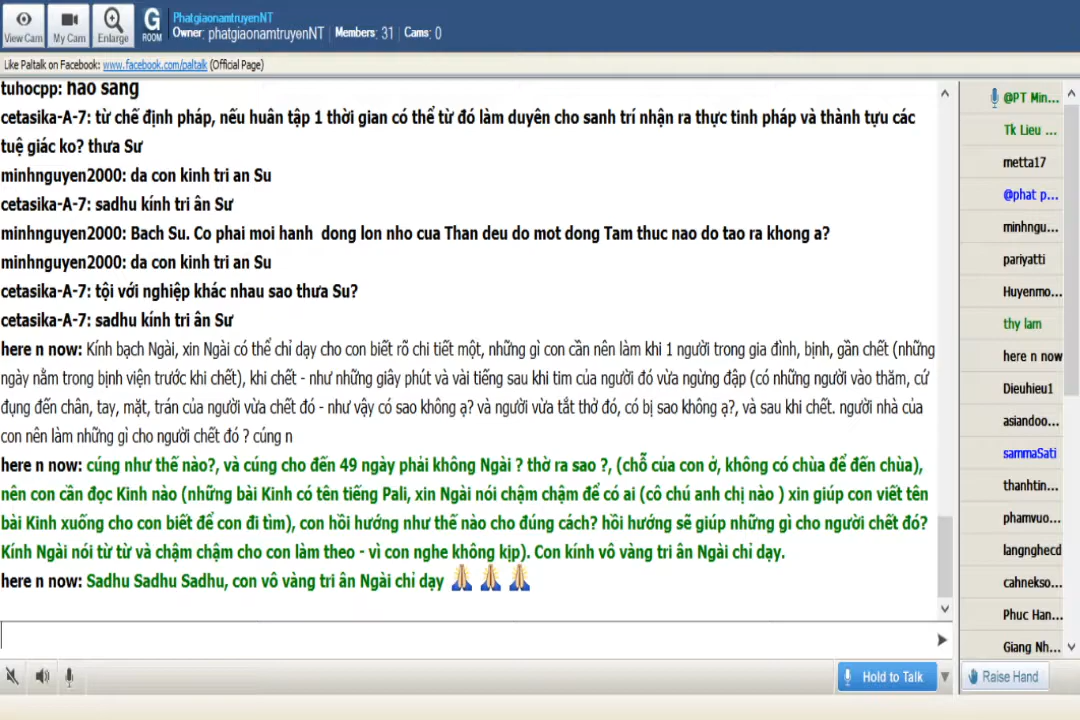 PhatgiaonamtruyenNT
Owner: phatgiaonamtruyenNT | Members: 31 | Cams: 0
View Cam My Cam Enlarge G ROOM
Like Paltalk on Facebook: www.facebook.com/paltalk (Official Page)
tuhocpp: hao sang
cetasika-A-7: từ chế định pháp, nếu huân tập 1 thời gian có thể từ đó làm duyên cho sanh trí nhận ra thực tinh pháp và thành tựu các
tuệ giác ko? thưa Sư
minhnguyen2000: da con kinh tri an Su
cetasika-A-7: sadhu kính tri ân Sư
minhnguyen2000: Bach Su. Co phai moi hanh dong lon nho cua Than deu do mot dong Tam thuc nao do tao ra khong a?
minhnguyen2000: da con kinh tri an Su
cetasika-A-7: tội với nghiệp khác nhau sao thưa Su?
cetasika-A-7: sadhu kính tri ân Sư
here n now: Kính bạch Ngài, xin Ngài có thể chỉ dạy cho con biết rõ chi tiết một, những gì con cần nên làm khi 1 người trong gia đình, bịnh, gần chết (những
ngày nằm trong bịnh viện trước khi chết), khi chết - như những giây phút và vài tiếng sau khi tim của người đó vừa ngừng đập (có những người vào thăm, cứ
đụng đến chân, tay, mặt, trán của người vừa chết đó - như vậy có sao không ạ? và người vừa tắt thở đó, có bị sao không ạ?, và sau khi chết. người nhà của
con nên làm những gì cho người chết đó ? cúng n
here n now: cúng như thế nào?, và cúng cho đến 49 ngày phải không Ngài ? thờ ra sao ?, (chỗ của con ở, không có chùa để đến chùa),
nên con cần đọc Kinh nào (những bài Kinh có tên tiếng Pali, xin Ngài nói chậm chậm để có ai (cô chú anh chị nào ) xin giúp con viết tên
bài Kinh xuống cho con biết để con đi tìm), con hồi hướng như thế nào cho đúng cách? hồi hướng sẽ giúp những gì cho người chết đó?
Kính Ngài nói từ từ và chậm chậm cho con làm theo - vì con nghe không kịp). Con kính vô vàng tri ân Ngài chỉ dạy.
here n now: Sadhu Sadhu Sadhu, con vô vàng tri ân Ngài chỉ dạy
@PT Min...
Tk Lieu ...
metta17
@phat p...
minhngu...
pariyatti
Huyenmo...
thy lam
here n now
Dieuhieu1
asiandoo...
sammaSati
thanhtin...
phamvuo...
langnghecd
cahnekso...
Phuc Han...
Giang Nh...
Hold to Talk
Raise Hand